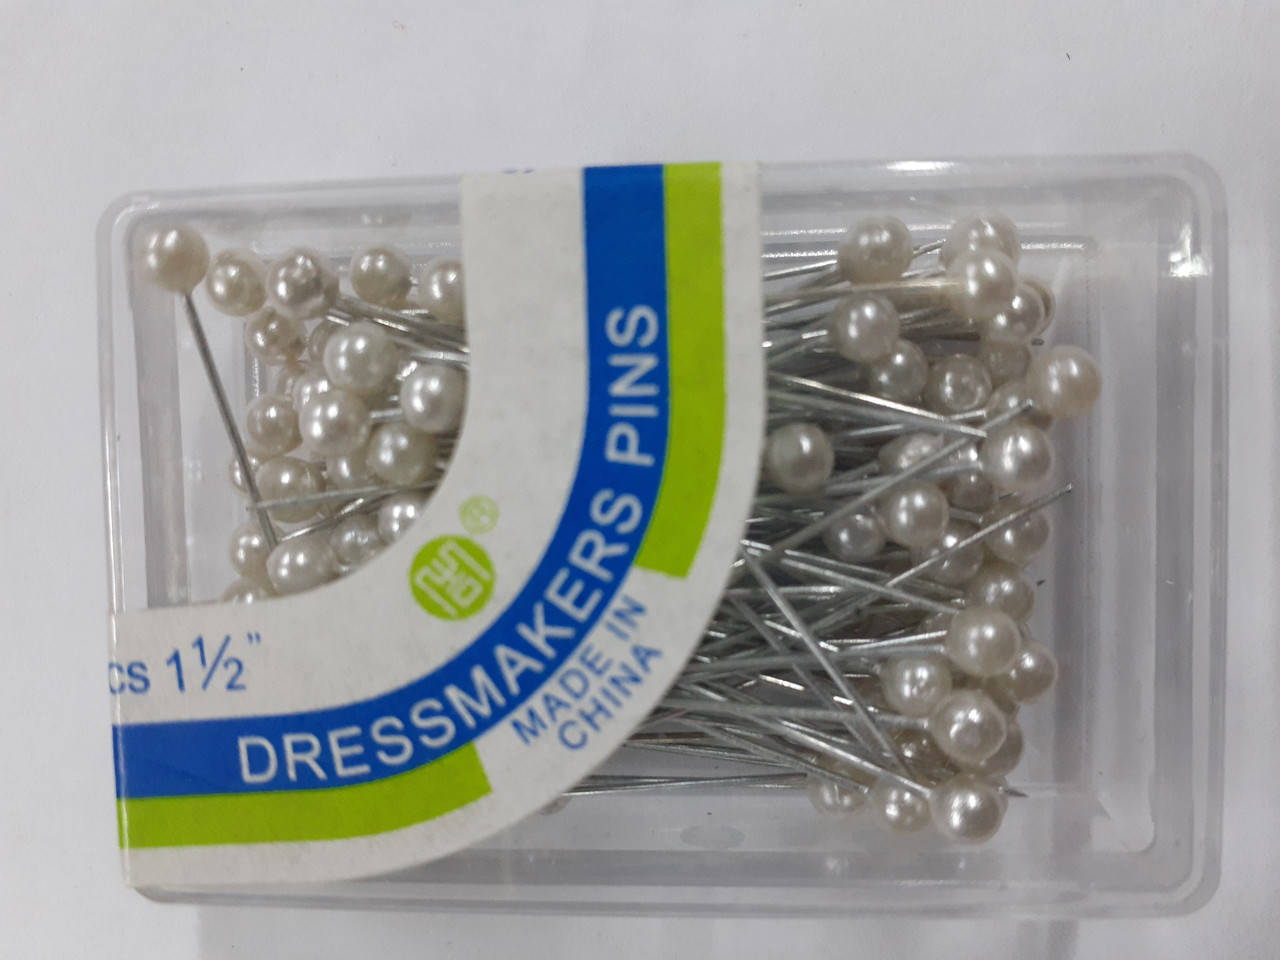 cs 1½"
DRESSMAKERS PINS
MADE IN
CHINA
®